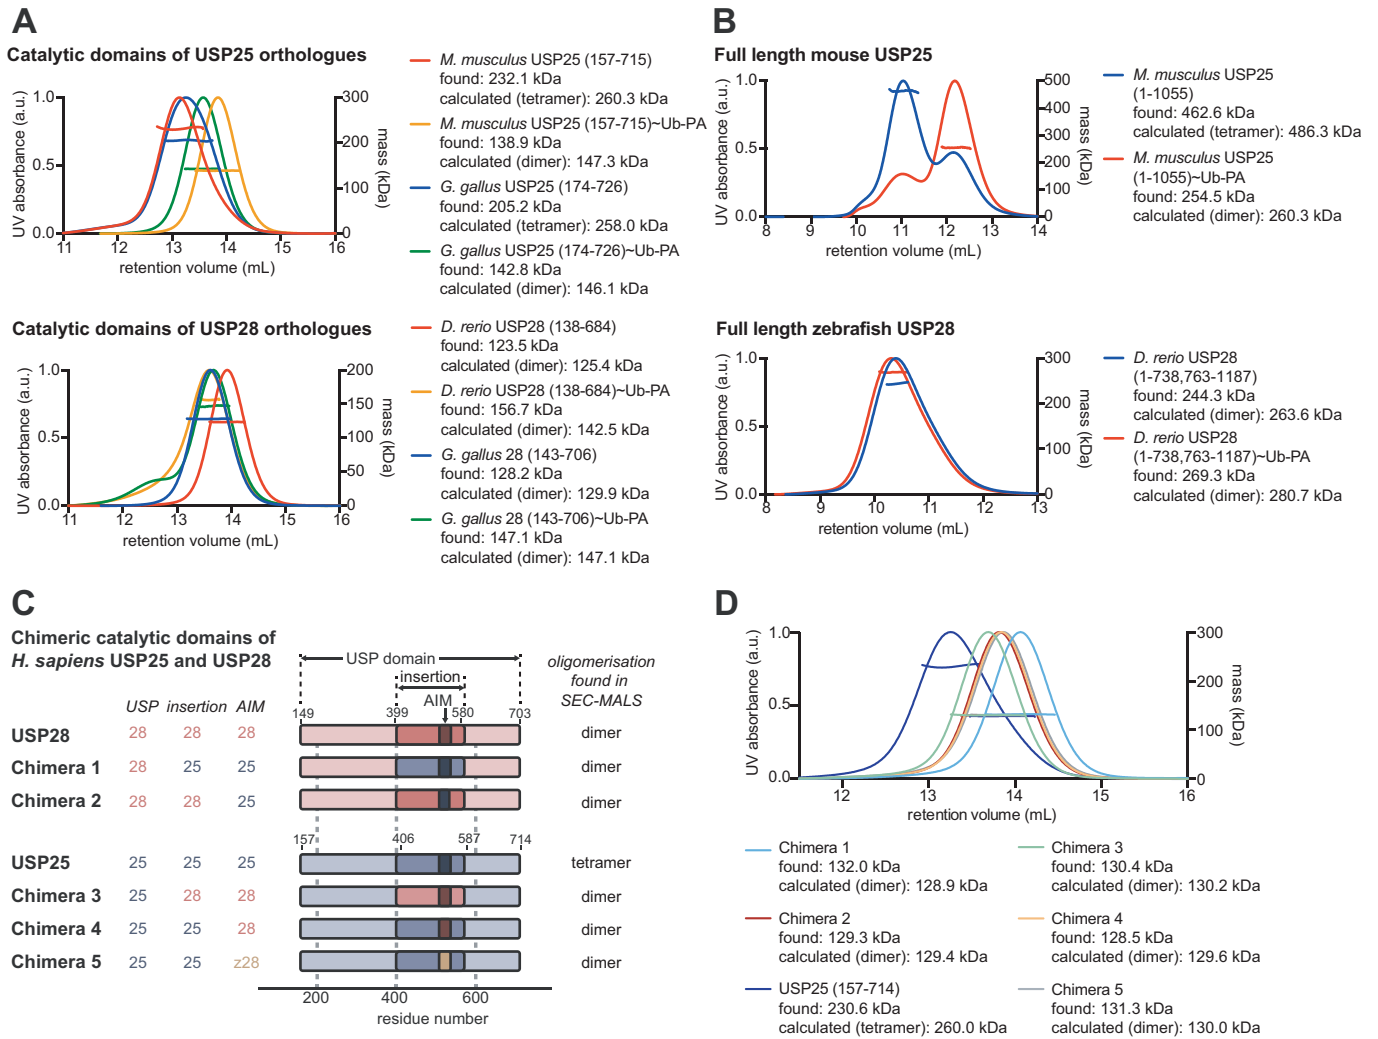 A
Catalytic domains of USP25 orthologues
UV absorbance (a.u.)
1.0
0.5
0.0
300
200
100
0
mass (kDa)
11 12 13 14 15 16
retention volume (mL)
M. musculus USP25 (157-715)
found: 232.1 kDa
calculated (tetramer): 260.3 kDa
M. musculus USP25 (157-715)~Ub-PA
found: 138.9 kDa
calculated (dimer): 147.3 kDa
G. gallus USP25 (174-726)
found: 205.2 kDa
calculated (tetramer): 258.0 kDa
G. gallus USP25 (174-726)~Ub-PA
found: 142.8 kDa
calculated (dimer): 146.1 kDa
Catalytic domains of USP28 orthologues
UV absorbance (a.u.)
1.0
0.5
0.0
200
150
100
50
0
mass (kDa)
11 12 13 14 15 16
retention volume (mL)
D. rerio USP28 (138-684)
found: 123.5 kDa
calculated (dimer): 125.4 kDa
D. rerio USP28 (138-684)~Ub-PA
found: 156.7 kDa
calculated (dimer): 142.5 kDa
G. gallus 28 (143-706)
found: 128.2 kDa
calculated (dimer): 129.9 kDa
G. gallus 28 (143-706)~Ub-PA
found: 147.1 kDa
calculated (dimer): 147.1 kDa
B
Full length mouse USP25
UV absorbance (a.u.)
1.0
0.5
0.0
500
400
300
200
100
0
mass (kDa)
8 9 10 11 12 13 14
retention volume (mL)
M. musculus USP25
(1-1055)
found: 462.6 kDa
calculated (tetramer): 486.3 kDa
M. musculus USP25
(1-1055)~Ub-PA
found: 254.5 kDa
calculated (dimer): 260.3 kDa
Full length zebrafish USP28
UV absorbance (a.u.)
1.0
0.5
0.0
300
200
100
0
mass (kDa)
8 9 10 11 12 13
retention volume (mL)
D. rerio USP28
(1-738,763-1187)
found: 244.3 kDa
calculated (dimer): 263.6 kDa
D. rerio USP28
(1-738,763-1187)~Ub-PA
found: 269.3 kDa
calculated (dimer): 280.7 kDa
C
Chimeric catalytic domains of
H. sapiens USP25 and USP28
USP domain
insertion
AIM
oligomerisation
found in
SEC-MALS
USP insertion AIM
149 399 580 703
USP28 28 28 28 dimer
Chimera 1 28 25 25 dimer
Chimera 2 28 28 25 dimer
157 406 587 714
USP25 25 25 25 tetramer
Chimera 3 25 28 28 dimer
Chimera 4 25 25 28 dimer
Chimera 5 25 25 z28 dimer
200 400 600
residue number
D
UV absorbance (a.u.)
1.0
0.5
0.0
300
200
100
0
mass (kDa)
12 13 14 15 16
retention volume (mL)
Chimera 1
found: 132.0 kDa
calculated (dimer): 128.9 kDa
Chimera 2
found: 129.3 kDa
calculated (dimer): 129.4 kDa
USP25 (157-714)
found: 230.6 kDa
calculated (tetramer): 260.0 kDa
Chimera 3
found: 130.4 kDa
calculated (dimer): 130.2 kDa
Chimera 4
found: 128.5 kDa
calculated (dimer): 129.6 kDa
Chimera 5
found: 131.3 kDa
calculated (dimer): 130.0 kDa